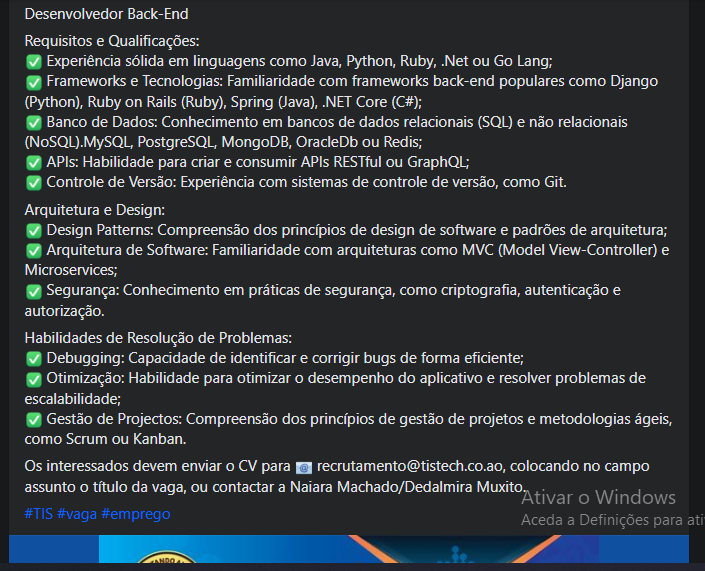 Desenvolvedor Back-End
Requisitos e Qualificações:
✅ Experiência sólida em linguagens como Java, Python, Ruby, .Net ou Go Lang;
✅ Frameworks e Tecnologias: Familiaridade com frameworks back-end populares como Django
(Python), Ruby on Rails (Ruby), Spring (Java), .NET Core (C#);
✅ Banco de Dados: Conhecimento em bancos de dados relacionais (SQL) e não relacionais
(NoSQL).MySQL, PostgreSQL, MongoDB, OracleDb ou Redis;
✅ APIs: Habilidade para criar e consumir APIs RESTful ou GraphQL;
✅ Controle de Versão: Experiência com sistemas de controle de versão, como Git.
Arquitetura e Design:
✅ Design Patterns: Compreensão dos princípios de design de software e padrões de arquitetura;
✅ Arquitetura de Software: Familiaridade com arquiteturas como MVC (Model View-Controller) e
Microservices;
✅ Segurança: Conhecimento em práticas de segurança, como criptografia, autenticação e
autorização.
Habilidades de Resolução de Problemas:
✅ Debugging: Capacidade de identificar e corrigir bugs de forma eficiente;
✅ Otimização: Habilidade para otimizar o desempenho do aplicativo e resolver problemas de
escalabilidade;
✅ Gestão de Projectos: Compreensão dos princípios de gestão de projetos e metodologias ágeis,
como Scrum ou Kanban.
Os interessados devem enviar o CV para 📧 recrutamento@tistech.co.ao, colocando no campo
assunto o título da vaga, ou contactar a Naiara Machado/Dedalmira Muxito.
Ativar o Windows
Aceda a Definições para ati
#TIS #vaga #emprego